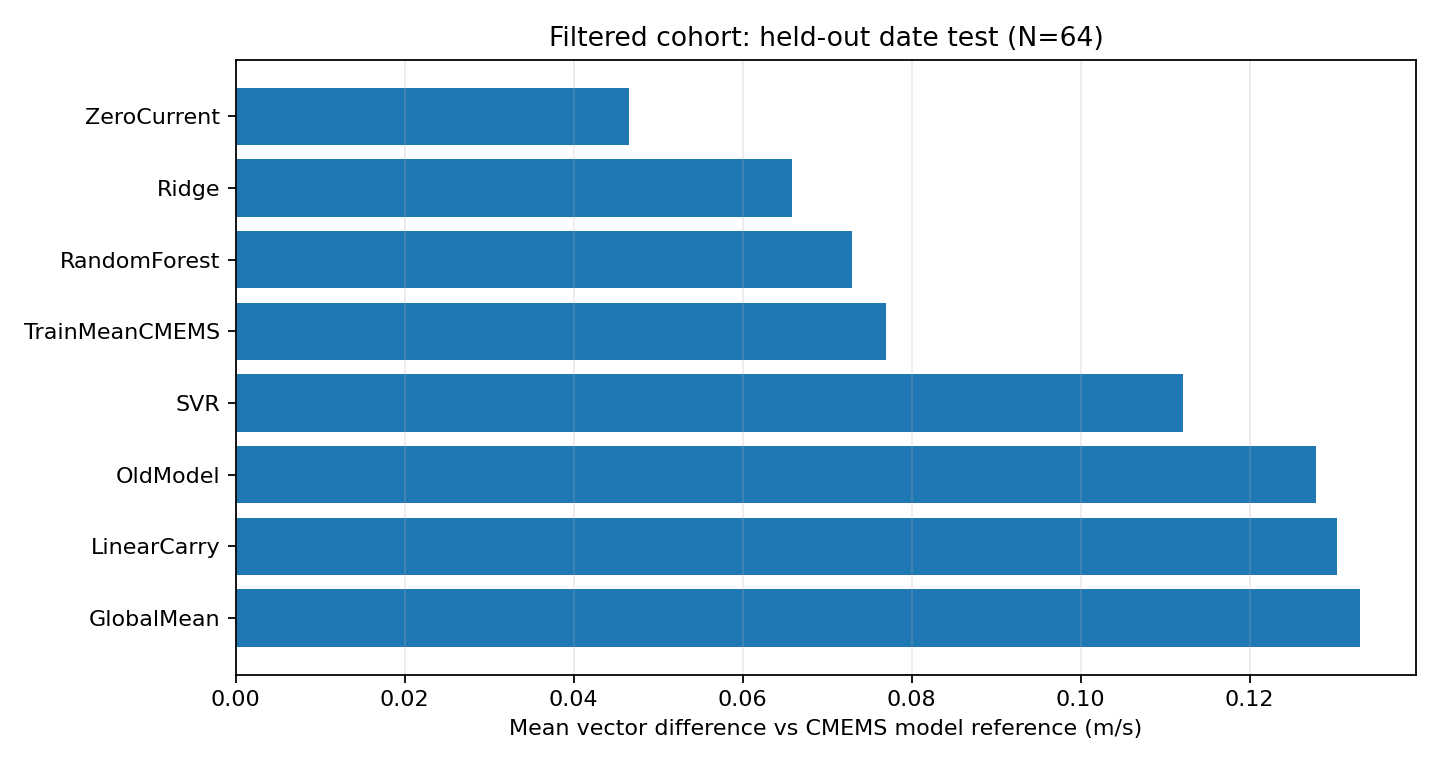 Filtered cohort: held-out date test (N=64)
ZeroCurrent
Ridge
RandomForest
TrainMeanCMEMS
SVR
OldModel
LinearCarry
GlobalMean
0.00 0.02 0.04 0.06 0.08 0.10 0.12
Mean vector difference vs CMEMS model reference (m/s)